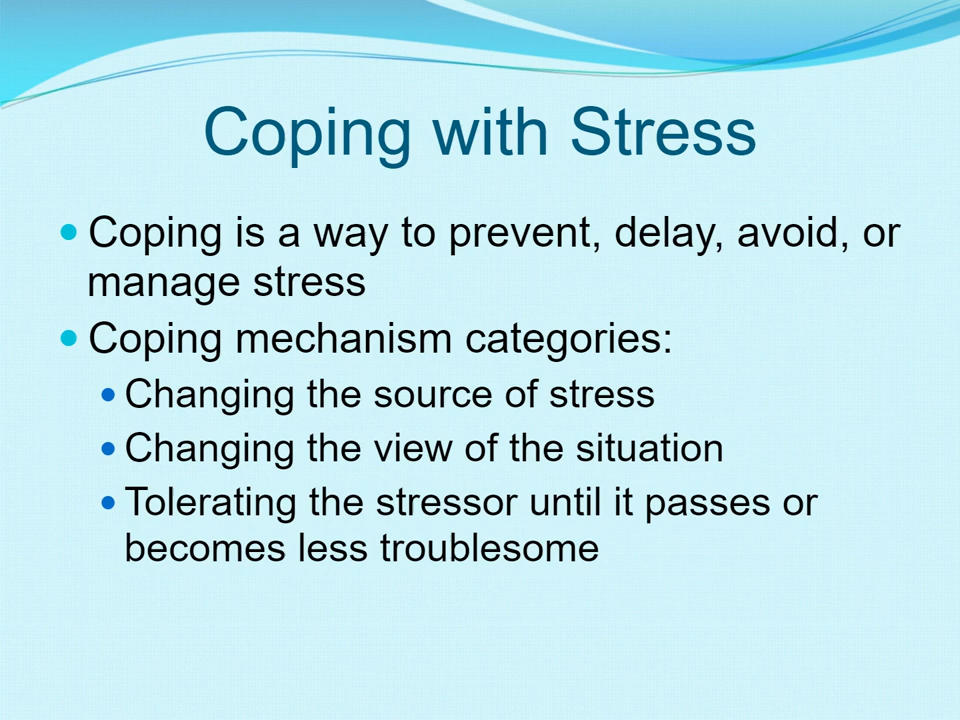 Coping with Stress
• Coping is a way to prevent, delay, avoid, or
manage stress
• Coping mechanism categories:
• Changing the source of stress
• Changing the view of the situation
• Tolerating the stressor until it passes or
becomes less troublesome